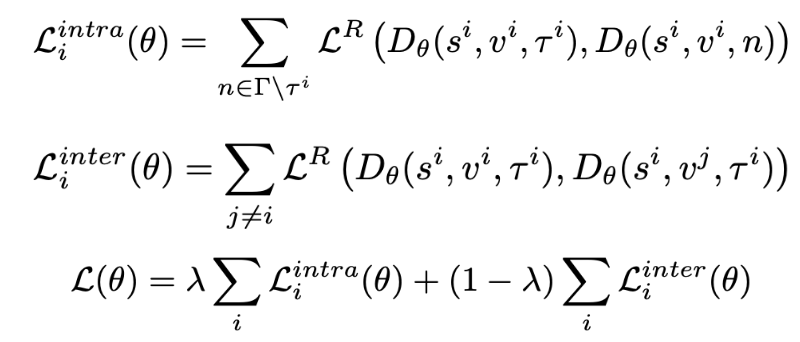 $$\mathcal{L}_i^{intra}(\theta) = \sum_{n \in \Gamma \backslash \tau^i} \mathcal{L}^R \left( D_\theta(s^i, v^i, \tau^i), D_\theta(s^i, v^i, n) \right)$$
$$\mathcal{L}_i^{inter}(\theta) = \sum_{j \neq i} \mathcal{L}^R \left( D_\theta(s^i, v^i, \tau^i), D_\theta(s^i, v^j, \tau^i) \right)$$
$$\mathcal{L}(\theta) = \lambda \sum_i \mathcal{L}_i^{intra}(\theta) + (1 - \lambda) \sum_i \mathcal{L}_i^{inter}(\theta)$$